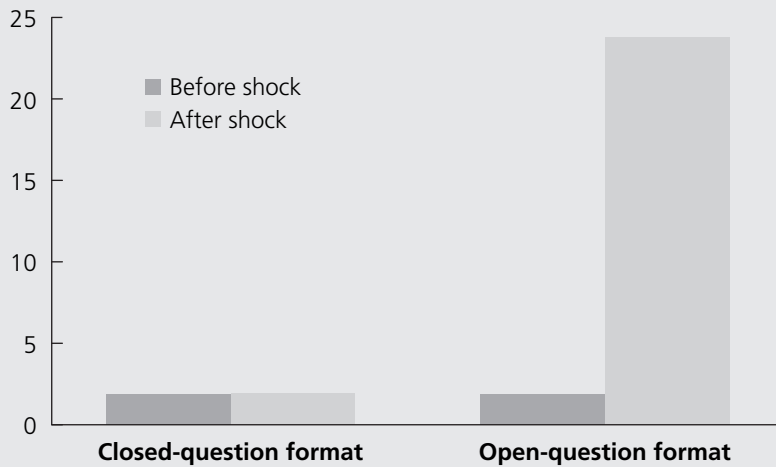 25
20
15
10
5
0
Before shock
After shock
Closed-question format
Open-question format